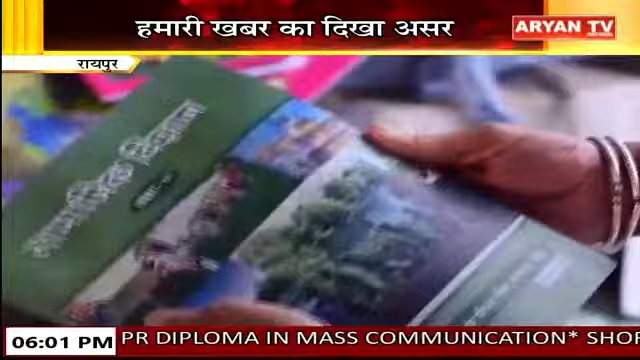 हमारी खबर का दिखा असर
ARYAN TV
रायपुर
सामाजिक विज्ञान
06:01 PM
PR DIPLOMA IN MASS COMMUNICATION* SHOR